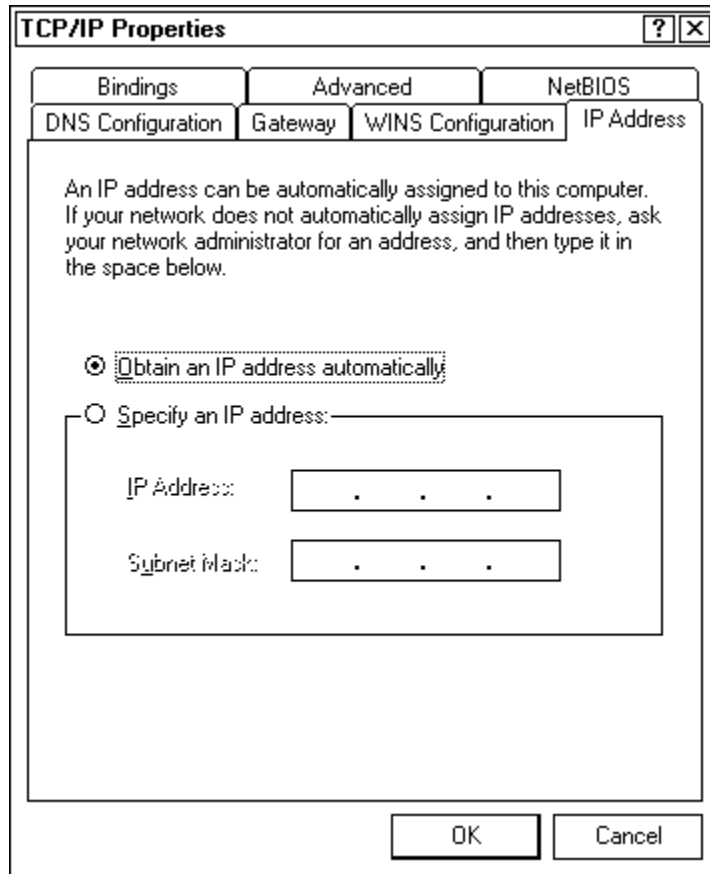 TCP/IP Properties
Bindings Advanced NetBIOS
DNS Configuration Gateway WINS Configuration IP Address
An IP address can be automatically assigned to this computer.
If your network does not automatically assign IP addresses, ask
your network administrator for an address, and then type it in
the space below.
Obtain an IP address automatically
Specify an IP address:
IP Address:
. . .
Subnet Mask:
. . .
OK Cancel